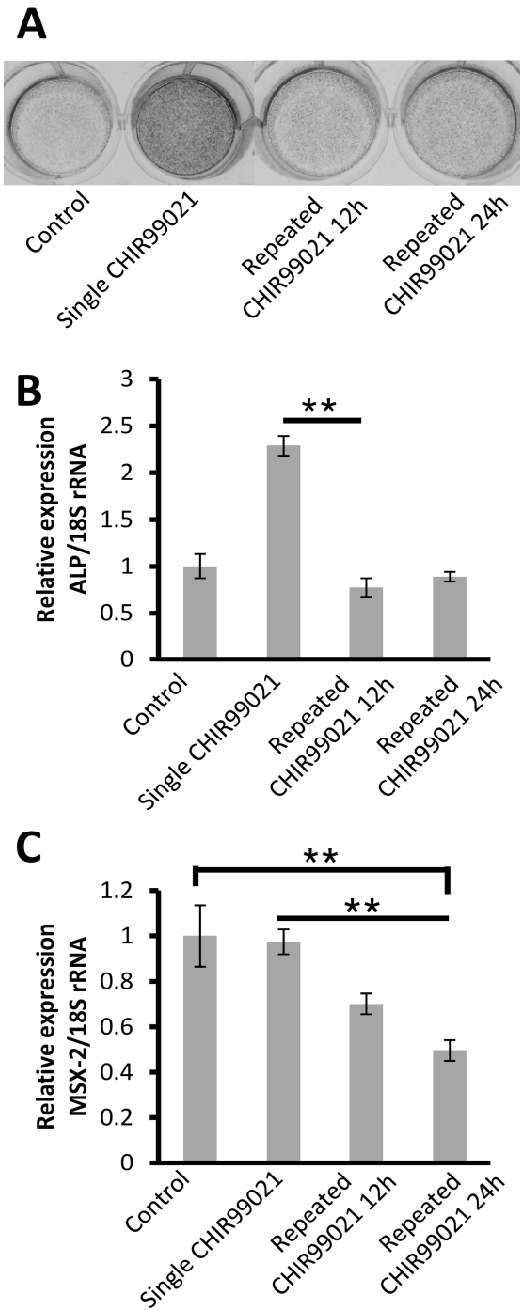 A
Control
Single CHIR99021
Repeated
CHIR99021 12h
Repeated
CHIR99021 24h
B
Relative expression
ALP/18S rRNA
3
2.5
2
1.5
1
0.5
0
**
Control
Single CHIR99021
Repeated
CHIR99021 12h
Repeated
CHIR99021 24h
C
Relative expression
MSX-2/18S rRNA
1.2
1
0.8
0.6
0.4
0.2
0
**
**
Control
Single CHIR99021
Repeated
CHIR99021 12h
Repeated
CHIR99021 24h